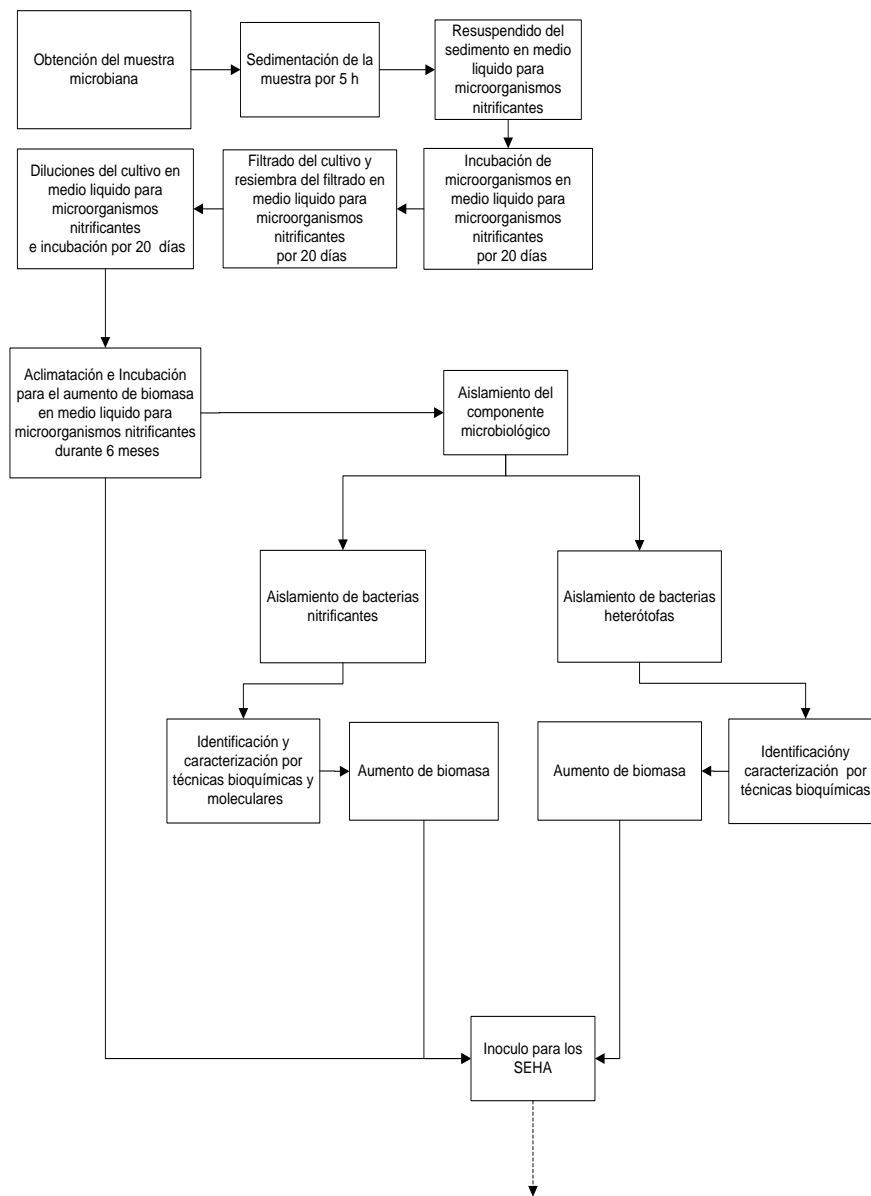 Obtención del muestra
microbiana
Sedimentación de la
muestra por 5 h
Resuspendido del
sedimento en medio
liquido para
microorganismos
nitrificantes
Incubación de
microorganismos en
medio liquido para
microorganismos
nitrificantes
por 20 días
Filtrado del cultivo y
resiembra del filtrado en
medio liquido para
microorganismos
nitrificantes
por 20 días
Diluciones del cultivo en
medio liquido para
microorganismos
nitrificantes
e incubación por 20 días
Aclimatación e Incubación
para el aumento de biomasa
en medio liquido para
microorganismos nitrificantes
durante 6 meses
Aislamiento del
componente
microbiológico
Aislamiento de bacterias
nitrificantes
Aislamiento de bacterias
heterótofas
Identificación y
caracterización por
técnicas bioquímicas y
moleculares
Aumento de biomasa
Aumento de biomasa
Identificacióny
caracterización por
técnicas bioquímicas
Inoculo para los
SEHA